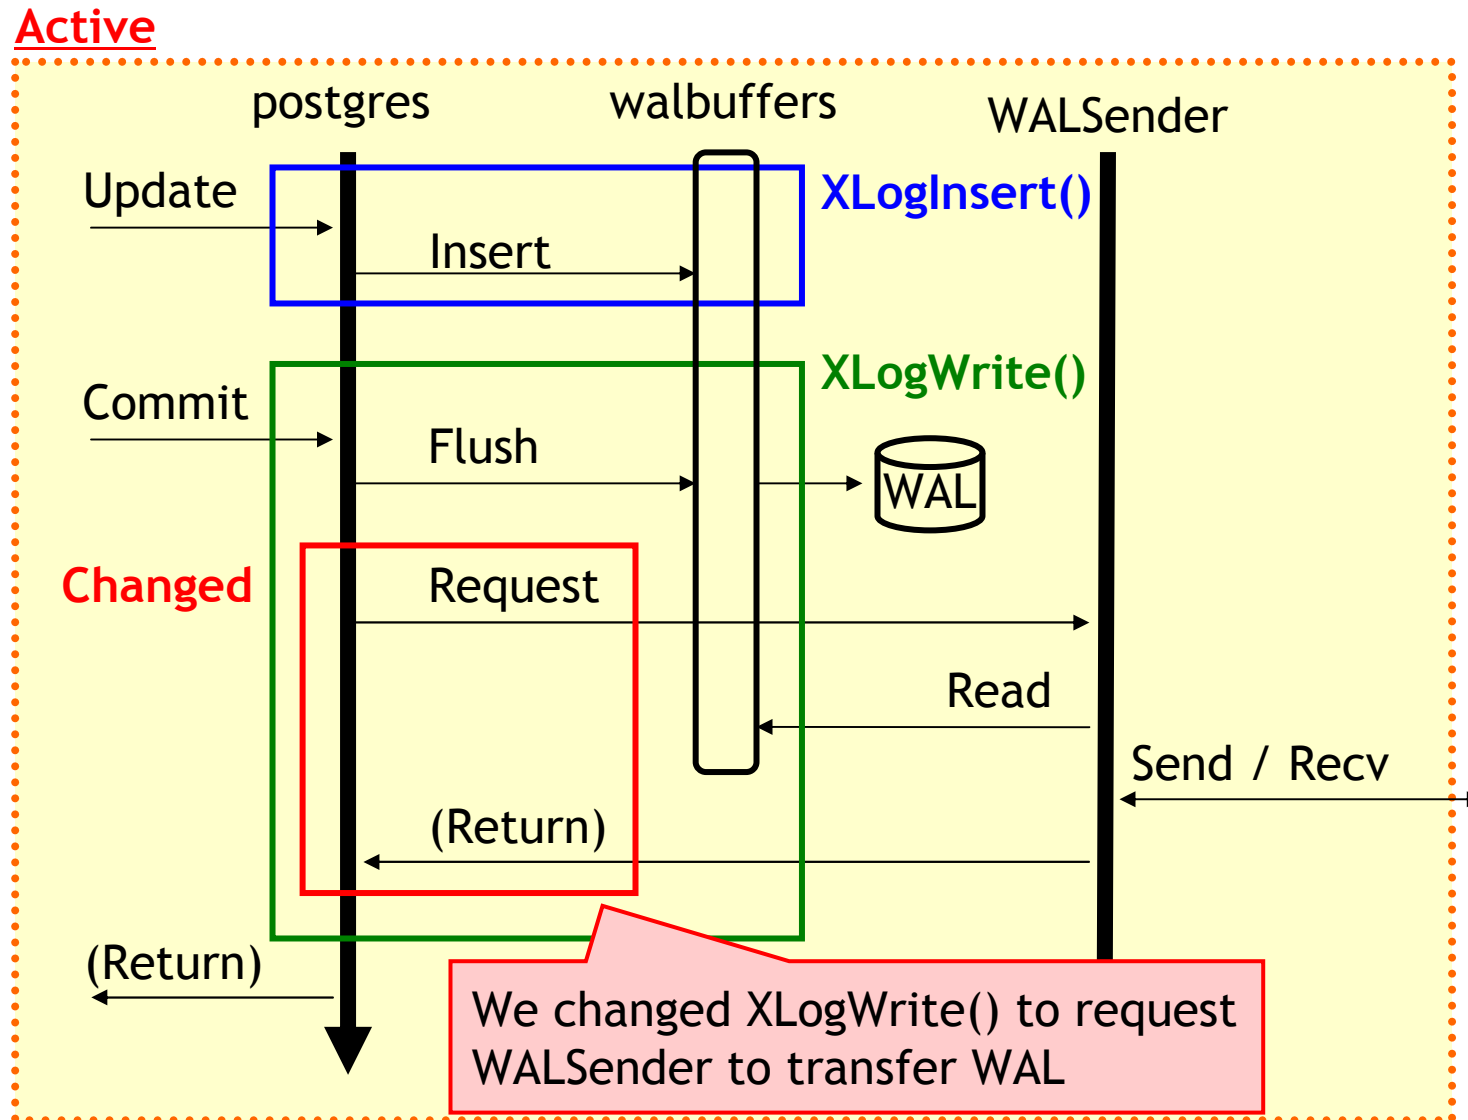 Active
postgres
walbuffers
WALSender
Update
XLogInsert()
Insert
XLogWrite()
Commit
Flush
WAL
Changed
Request
Read
Send / Recv
(Return)
(Return)
We changed XLogWrite() to request
WALSender to transfer WAL